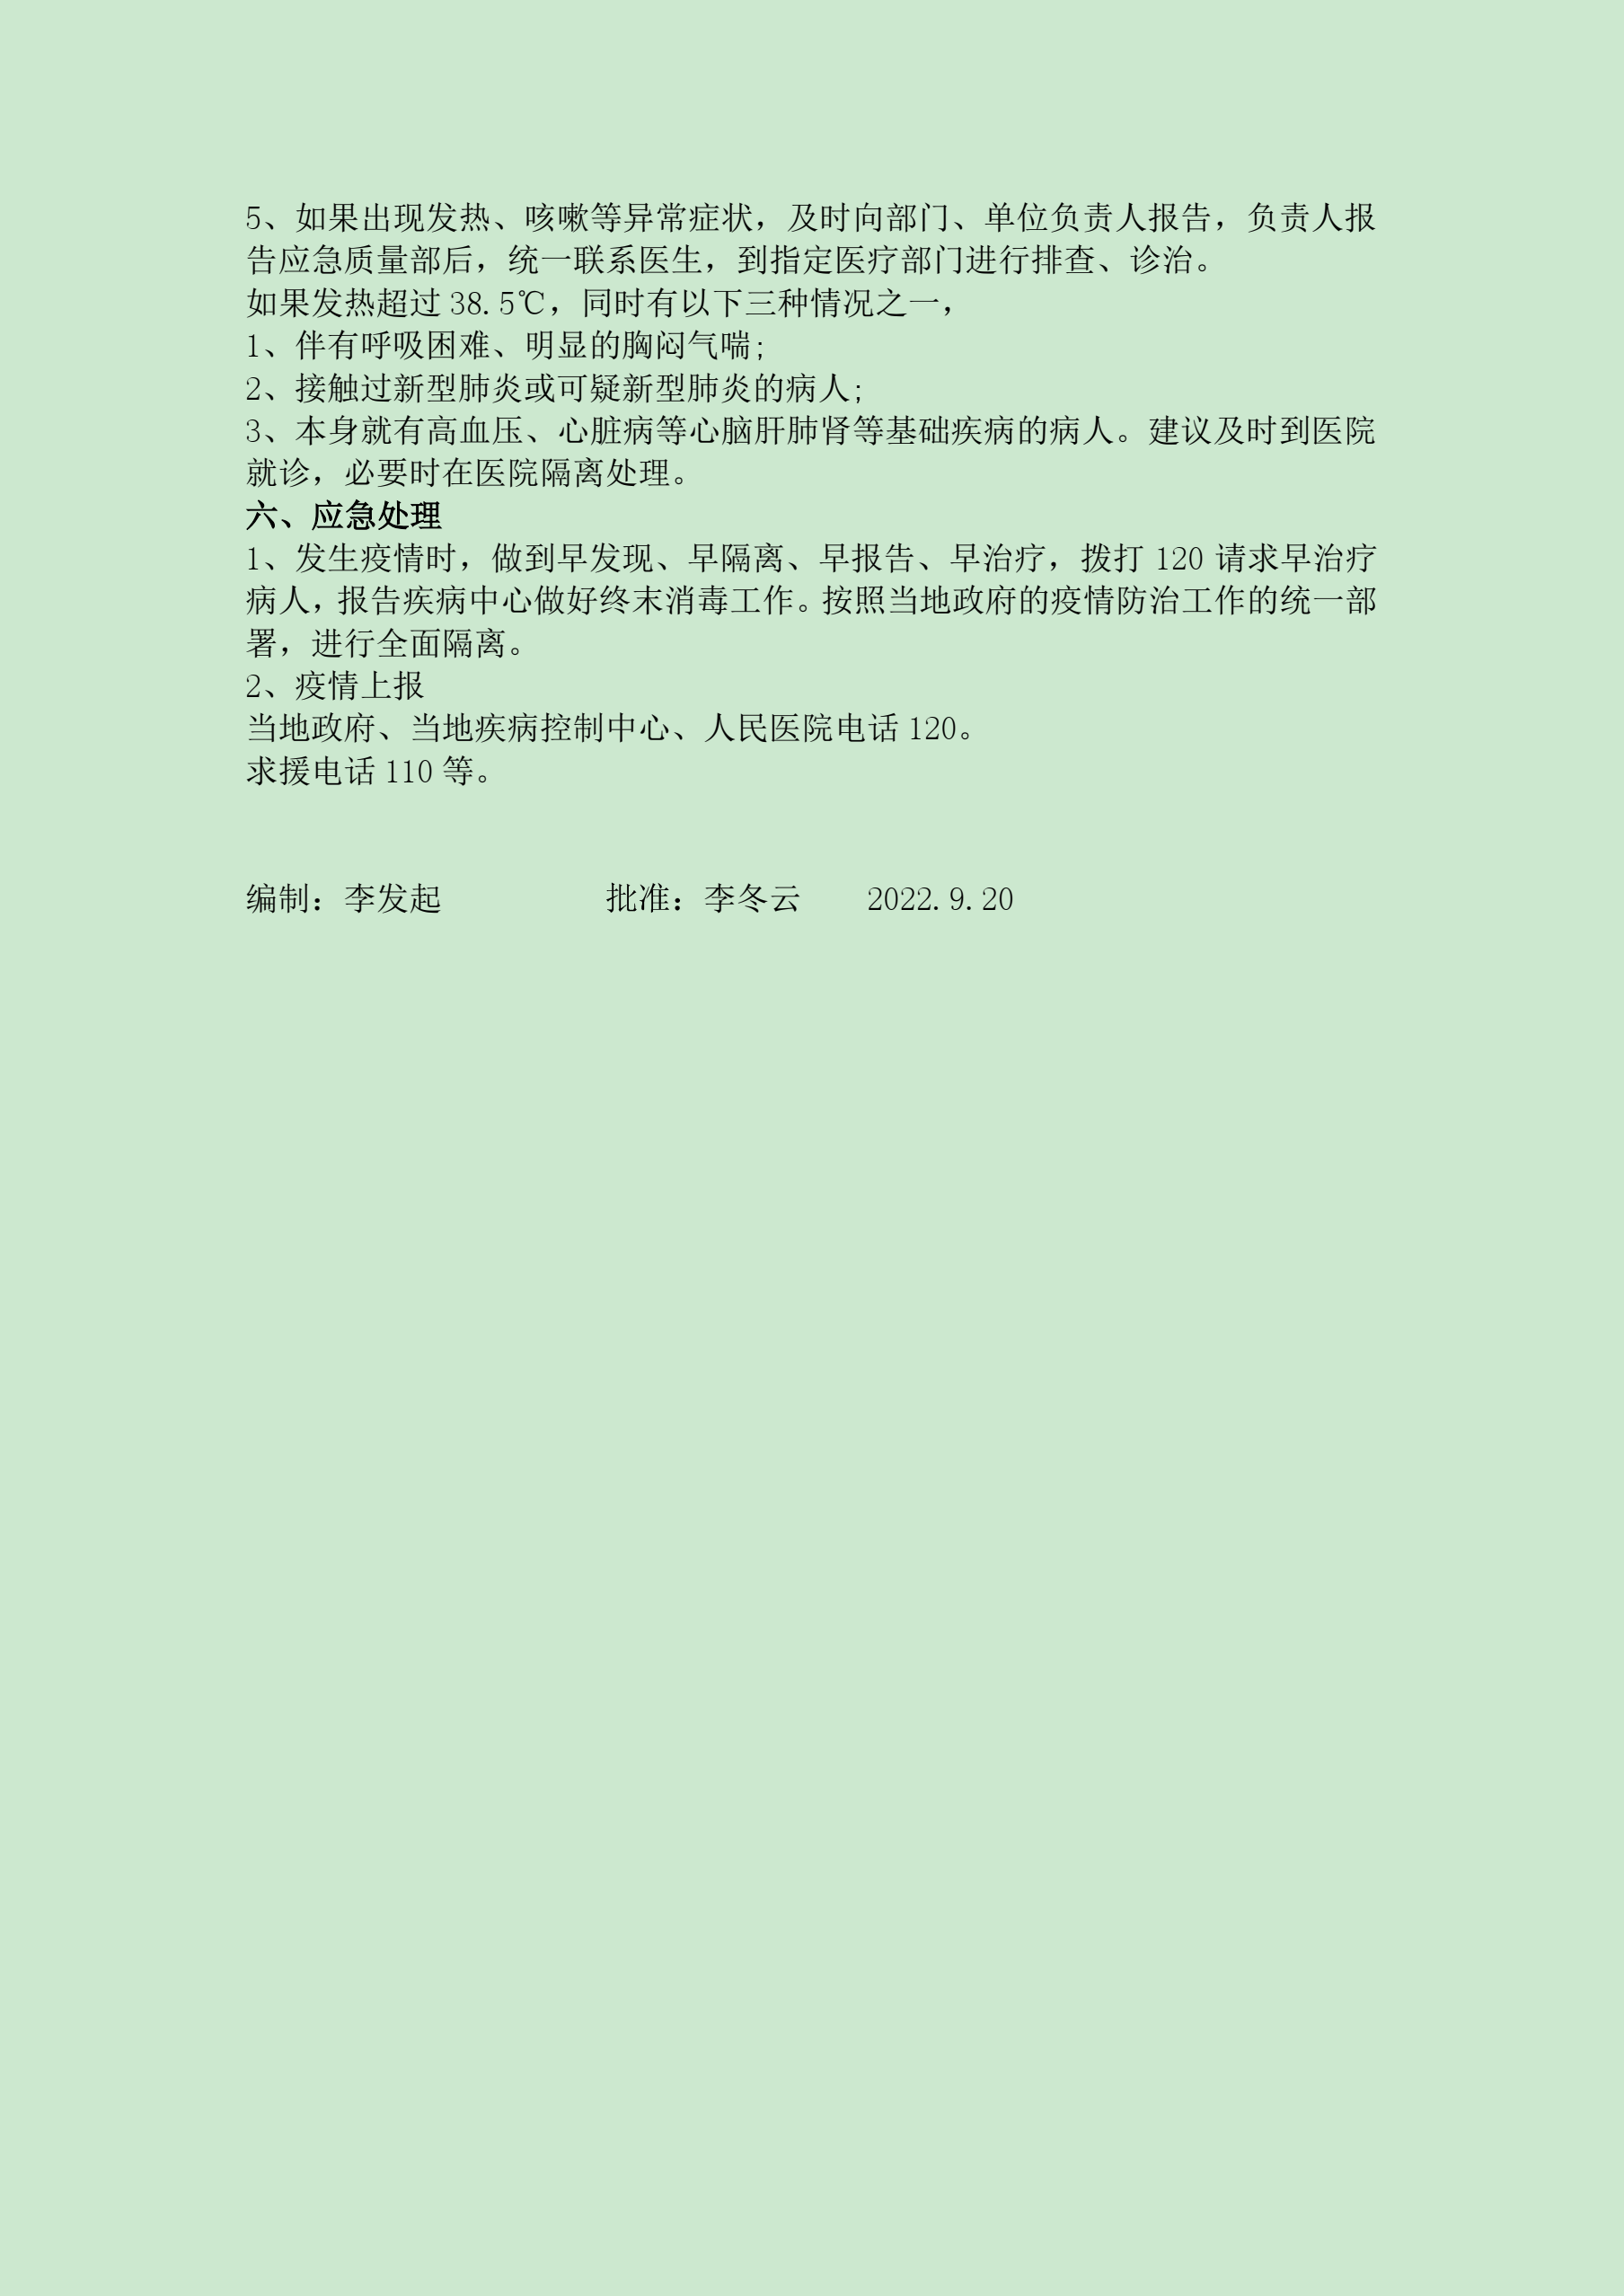 5、如果出现发热、咳嗽等异常症状，及时向部门、单位负责人报告，负责人报
告应急质量部后，统一联系医生，到指定医疗部门进行排查、诊治。
如果发热超过 38.5℃，同时有以下三种情况之一，
1、伴有呼吸困难、明显的胸闷气喘;
2、接触过新型肺炎或可疑新型肺炎的病人;
3、本身就有高血压、心脏病等心脑肝肺肾等基础疾病的病人。建议及时到医院
就诊，必要时在医院隔离处理。
六、应急处理
1、发生疫情时，做到早发现、早隔离、早报告、早治疗，拨打 120 请求早治疗
病人，报告疾病中心做好终末消毒工作。按照当地政府的疫情防治工作的统一部
署，进行全面隔离。
2、疫情上报
当地政府、当地疾病控制中心、人民医院电话 120。
求援电话 110 等。
编制：李发起 批准：李冬云 2022.9.20